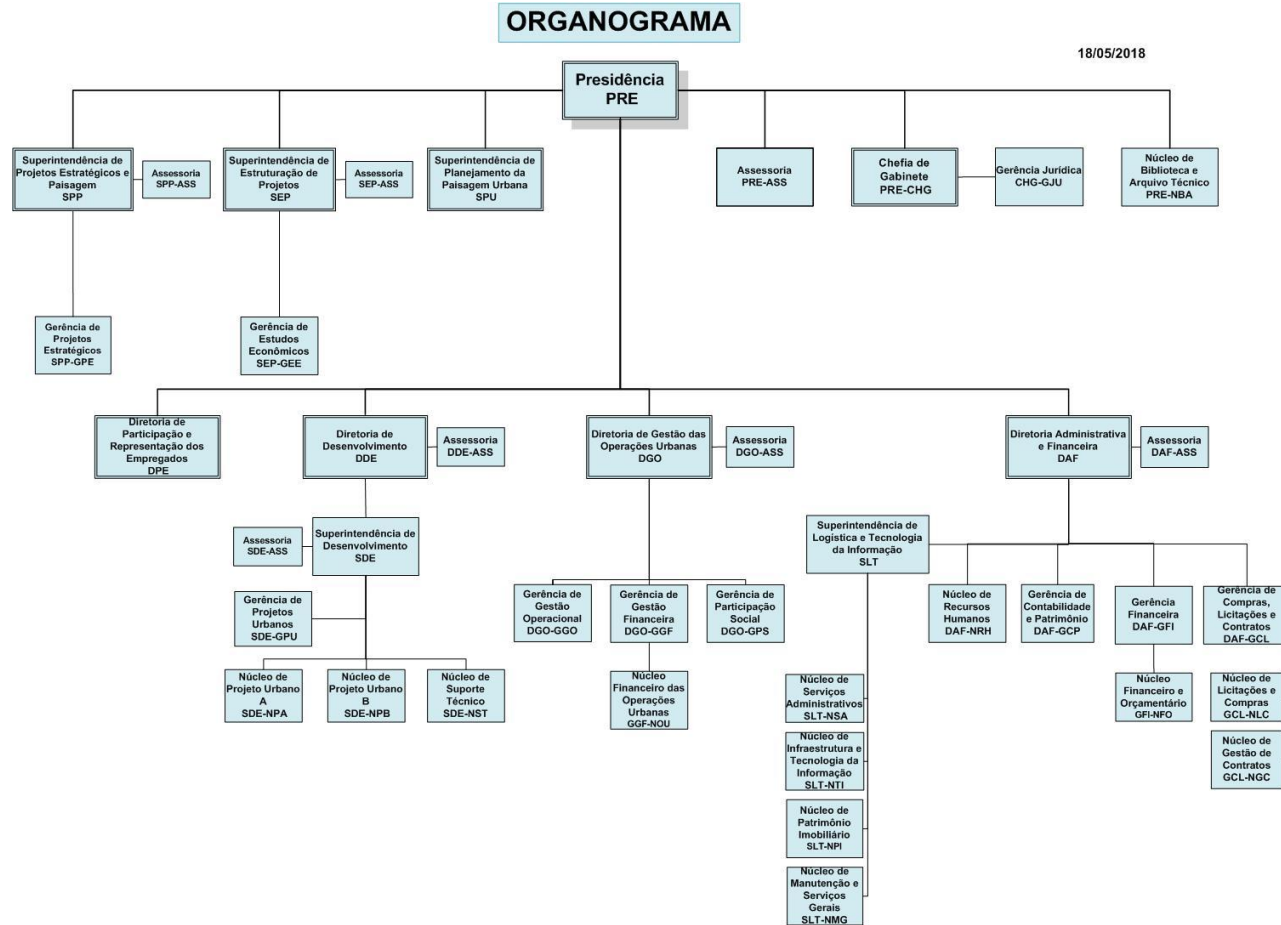 ORGANOGRAMA
18/05/2018
Presidência
PRE
Superintendência de
Projetos Estratégicos e
Paisagem
SPP
Assessoria
SPP-ASS
Superintendência de
Estruturação de
Projetos
SEP
Assessoria
SEP-ASS
Superintendência de
Planejamento da
Paisagem Urbana
SPU
Assessoria
PRE-ASS
Chefia de
Gabinete
PRE-CHG
Gerência Jurídica
CHG-GJU
Núcleo de
Biblioteca e
Arquivo Técnico
PRE-NBA
Gerência de
Projetos
Estratégicos
SPP-GPE
Gerência de
Estudos
Econômicos
SEP-GEE
Diretoria de
Participação e
Representação dos
Empregados
DPE
Diretoria de
Desenvolvimento
DDE
Assessoria
DDE-ASS
Diretoria de Gestão das
Operações Urbanas
DGO
Assessoria
DGO-ASS
Diretoria Administrativa
e Financeira
DAF
Assessoria
DAF-ASS
Assessoria
SDE-ASS
Superintendência de
Desenvolvimento
SDE
Superintendência de
Logística e Tecnologia
da Informação
SLT
Gerência de
Projetos
Urbanos
SDE-GPU
Gerência de
Gestão
Operacional
DGO-GGO
Gerência de
Gestão
Financeira
DGO-GGF
Gerência de
Participação
Social
DGO-GPS
Núcleo de
Recursos
Humanos
DAF-NRH
Gerência de
Contabilidade
e Patrimônio
DAF-GCP
Gerência
Financeira
DAF-GFI
Gerência de
Compras,
Licitações e
Contratos
DAF-GCL
Núcleo de
Projeto Urbano
A
SDE-NPA
Núcleo de
Projeto Urbano
B
SDE-NPB
Núcleo de
Suporte
Técnico
SDE-NST
Núcleo
Financeiro das
Operações
Urbanas
GGF-NOU
Núcleo de
Serviços
Administrativos
SLT-NSA
Núcleo
Financeiro e
Orçamentário
GFI-NFO
Núcleo de
Licitações e
Compras
GCL-NLC
Núcleo de
Infraestrutura e
Tecnologia da
Informação
SLT-NTI
Núcleo de
Gestão de
Contratos
GCL-NGC
Núcleo de
Patrimônio
Imobiliário
SLT-NPI
Núcleo de
Manutenção e
Serviços
Gerais
SLT-NMG